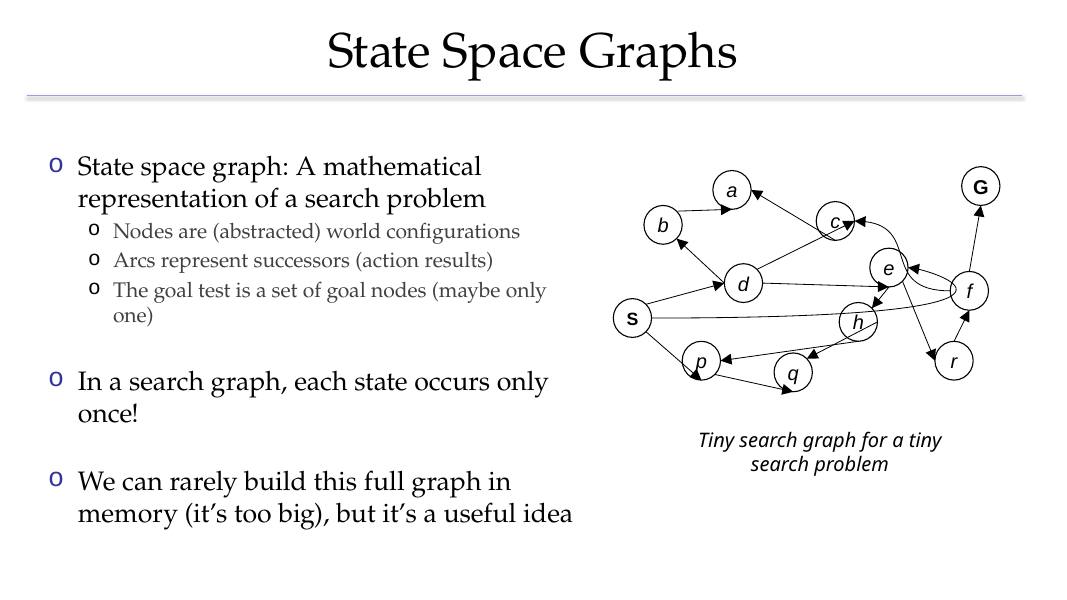 State Space Graphs
o State space graph: A mathematical
representation of a search problem
o Nodes are (abstracted) world configurations
o Arcs represent successors (action results)
o The goal test is a set of goal nodes (maybe only
one)
o In a search graph, each state occurs only
once!
o We can rarely build this full graph in
memory (it’s too big), but it’s a useful idea
a
G
b
c
e
d
f
S
h
p
q
r
Tiny search graph for a tiny
search problem